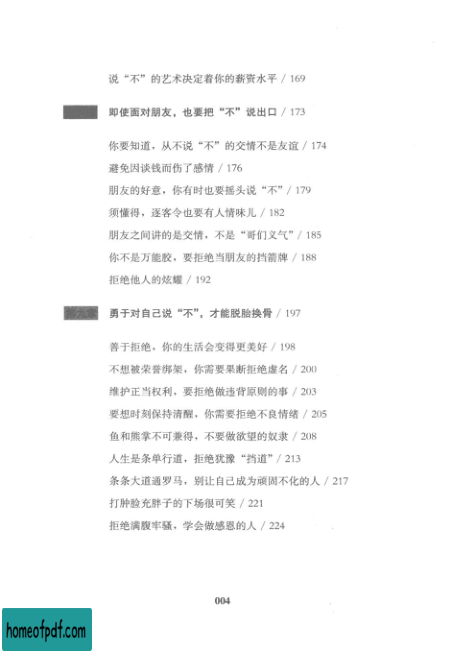 说“不”的艺术决定着你的薪资水平 / 169
即使面对朋友，也要把“不”说出口 / 173
你要知道，从不说“不”的交情不是友谊 / 174
避免因谈钱而伤了感情 / 176
朋友的好意，你有时也要摇头说“不” / 179
须懂得，逐客令也要有人情味儿 / 182
朋友之间讲的是交情，不是“哥们义气” / 185
你不是万能胶，要拒绝当朋友的挡箭牌 / 188
拒绝他人的炫耀 / 192
第九章 勇于对自己说“不”，才能脱胎换骨 / 197
善于拒绝，你的生活会变得更美好 / 198
不想被荣誉绑架，你需要果断拒绝虚名 / 200
维护正当权利，要拒绝做违背原则的事 / 203
要想时刻保持清醒，你需要拒绝不良情绪 / 205
鱼和熊掌不可兼得，不要做欲望的奴隶 / 208
人生是条单行道，拒绝犹豫“挡道” / 213
条条大道通罗马，别让自己成为顽固不化的人 / 217
打肿脸充胖子的下场很可笑 / 221
拒绝满腹牢骚，学会做感恩的人 / 224
004
homeofpdf.com